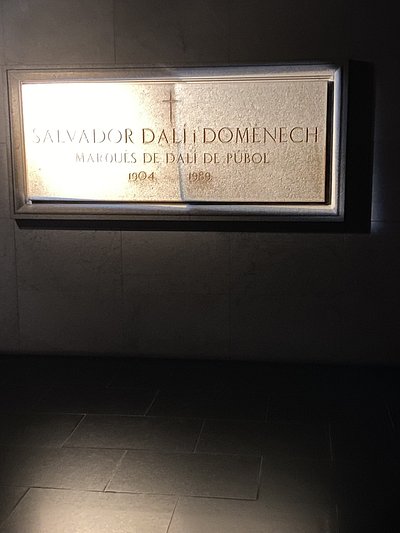 SALVADOR DALÍ i DOMÈNECH
MARQUÈS DE DALÍ DE PÚBOL
1904 1989